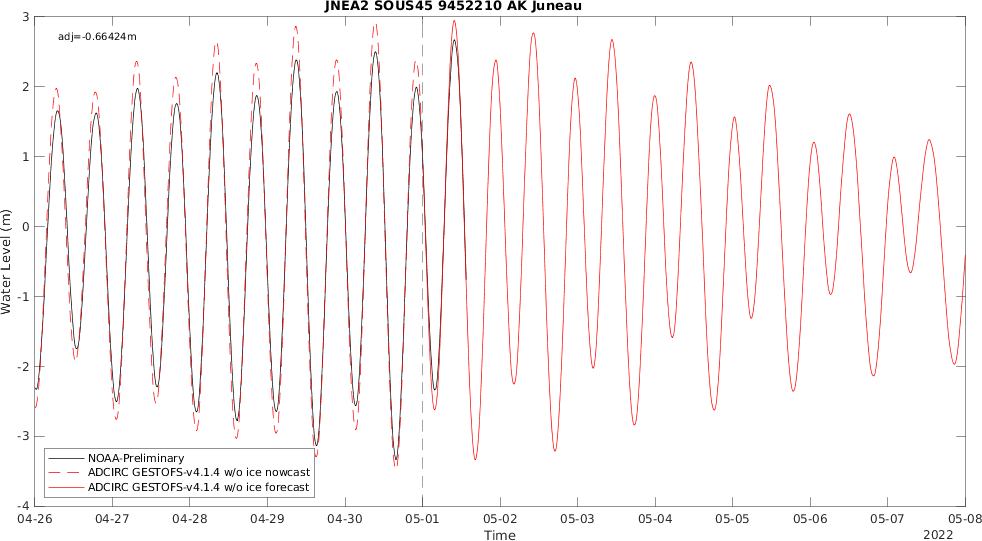 JNEA2 SOUS45 9452210 AK Juneau
adj=-0.66424m
3
2
1
0
-1
-2
-3
-4
Water Level (m)
NOAA-Preliminary
ADCIRC GESTOFS-v4.1.4 w/o ice nowcast
ADCIRC GESTOFS-v4.1.4 w/o ice forecast
04-26 04-27 04-28 04-29 04-30 05-01 05-02 05-03 05-04 05-05 05-06 05-07 05-08
Time
2022